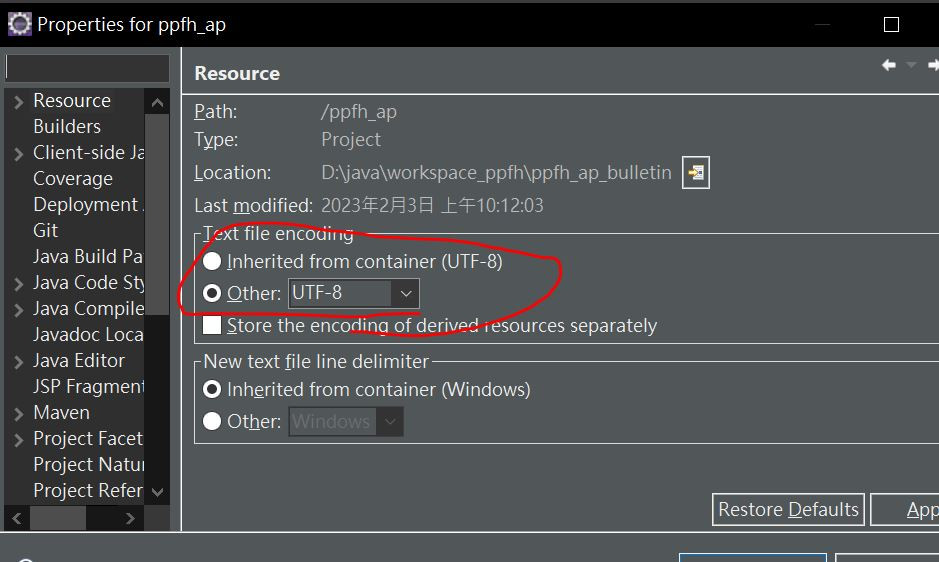 Properties for ppfh_ap
Resource
Builders
Client-side Ja
Coverage
Deployment
Git
Java Build Pa
Java Code Sty
Java Compile
Javadoc Loca
Java Editor
JSP Fragment
Maven
Project Facet
Project Natur
Project Refer
Resource
Path: /ppfh_ap
Type: Project
Location: D:\java\workspace_ppfh\ppfh_ap_bulletin
Last modified: 2023年2月3日 上午10:12:03
Text file encoding
Inherited from container (UTF-8)
Other: UTF-8
Store the encoding of derived resources separately
New text file line delimiter
Inherited from container (Windows)
Other: Windows
Restore Defaults
App